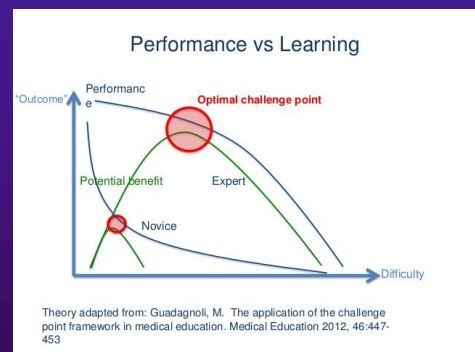 Performance vs Learning
“Outcome”
Performanc
e
Optimal challenge point
Potential benefit
Expert
Novice
Difficulty
Theory adapted from: Guadagnoli, M. The application of the challenge
point framework in medical education. Medical Education 2012, 46:447-
453